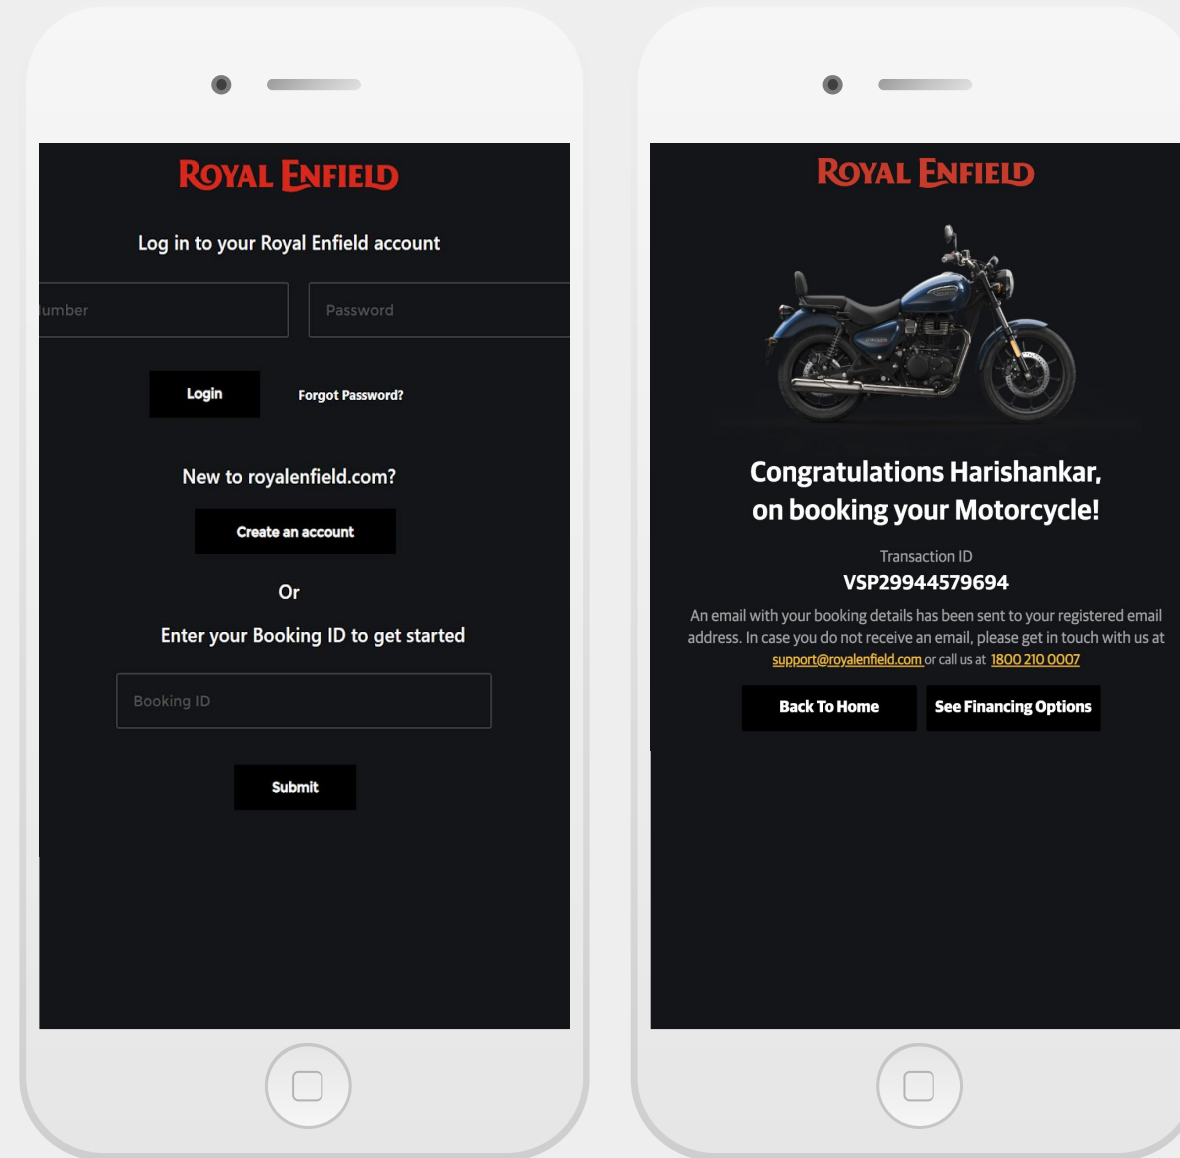 ROYAL ENFIELD
Log in to your Royal Enfield account
Password
Login
Forgot Password?
New to royalenfield.com?
Create an account
Or
Enter your Booking ID to get started
Booking ID
Submit
ROYAL ENFIELD
Congratulations Harishankar,
on booking your Motorcycle!
Transaction ID
VSP29944579694
An email with your booking details has been sent to your registered email
address. In case you do not receive an email, please get in touch with us at
support@royalenfield.com or call us at 1800 210 0007
Back To Home
See Financing Options